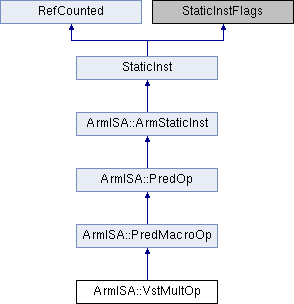 RefCounted
StaticInstFlags
StaticInst
ArmISA::ArmStaticInst
ArmISA::PredOp
ArmISA::PredMacroOp
ArmISA::VstMultOp